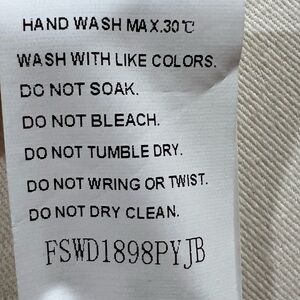 HAND WASH MAX.30℃
WASH WITH LIKE COLORS.
DO NOT SOAK.
DO NOT BLEACH.
DO NOT TUMBLE DRY.
DO NOT WRING OR TWIST.
DO NOT DRY CLEAN.
FSWD1898PYJB